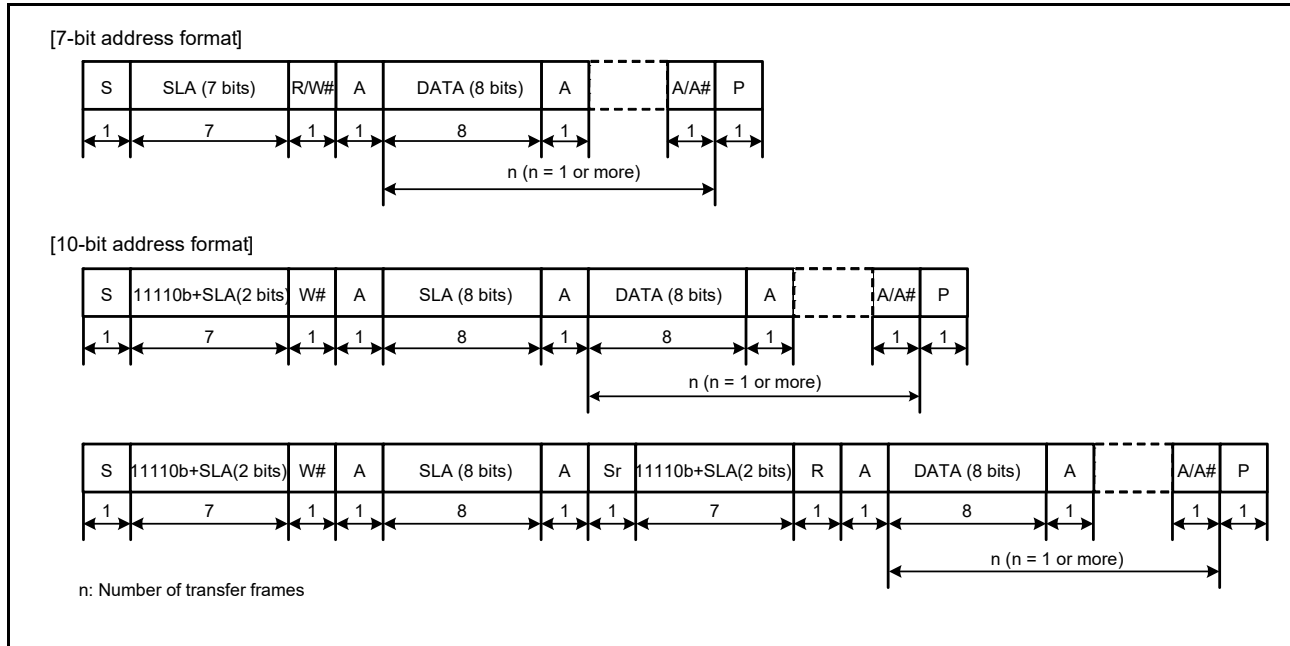 [7-bit address format]
S SLA (7 bits) R/W# A DATA (8 bits) A A/A# P
1 7 1 1 8 1 1 1
n (n = 1 or more)
[10-bit address format]
S 11110b+SLA(2 bits) W# A SLA (8 bits) A DATA (8 bits) A A/A# P
1 7 1 1 8 1 8 1 1 1
n (n = 1 or more)
S 11110b+SLA(2 bits) W# A SLA (8 bits) A Sr 11110b+SLA(2 bits) R A DATA (8 bits) A A/A# P
1 7 1 1 8 1 1 7 1 1 8 1 1 1
n (n = 1 or more)
n: Number of transfer frames